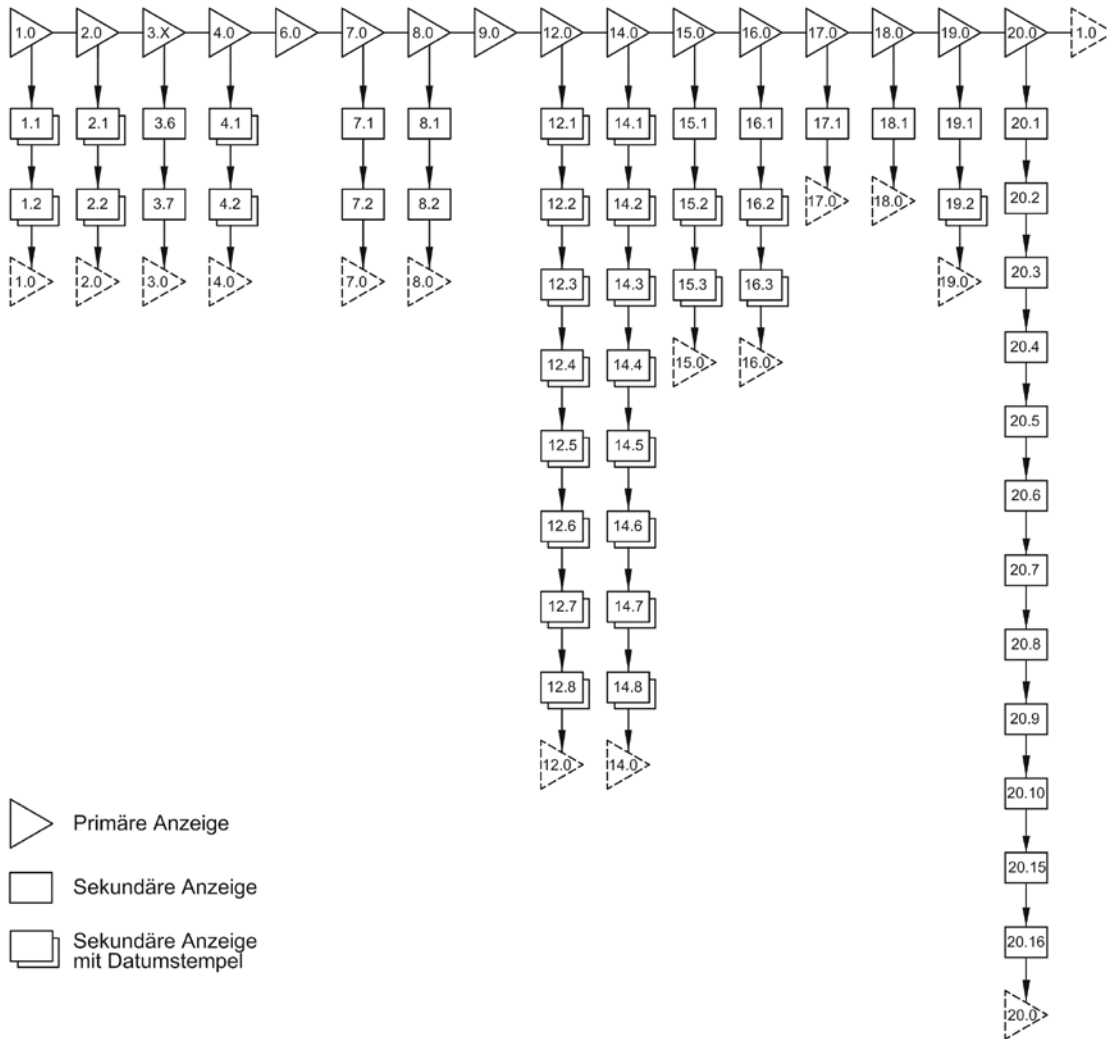 1.0 2.0 3.X 4.0 6.0 7.0 8.0 9.0 12.0 14.0 15.0 16.0 17.0 18.0 19.0 20.0 1.0
1.1 2.1 3.6 4.1 7.1 8.1 12.1 14.1 15.1 16.1 17.1 18.1 19.1 20.1
1.2 2.2 3.7 4.2 7.2 8.2 12.2 14.2 15.2 16.2 17.0 18.0 19.2 20.2
1.0 2.0 3.0 4.0 7.0 8.0 12.3 14.3 15.3 16.3 19.0 20.3
12.4 14.4 15.0 16.0 20.4
12.5 14.5 20.5
12.6 14.6 20.6
12.7 14.7 20.7
12.8 14.8 20.8
12.0 14.0 20.9
20.10
20.15
20.16
20.0
Primäre Anzeige
Sekundäre Anzeige
Sekundäre Anzeige
mit Datumstempel